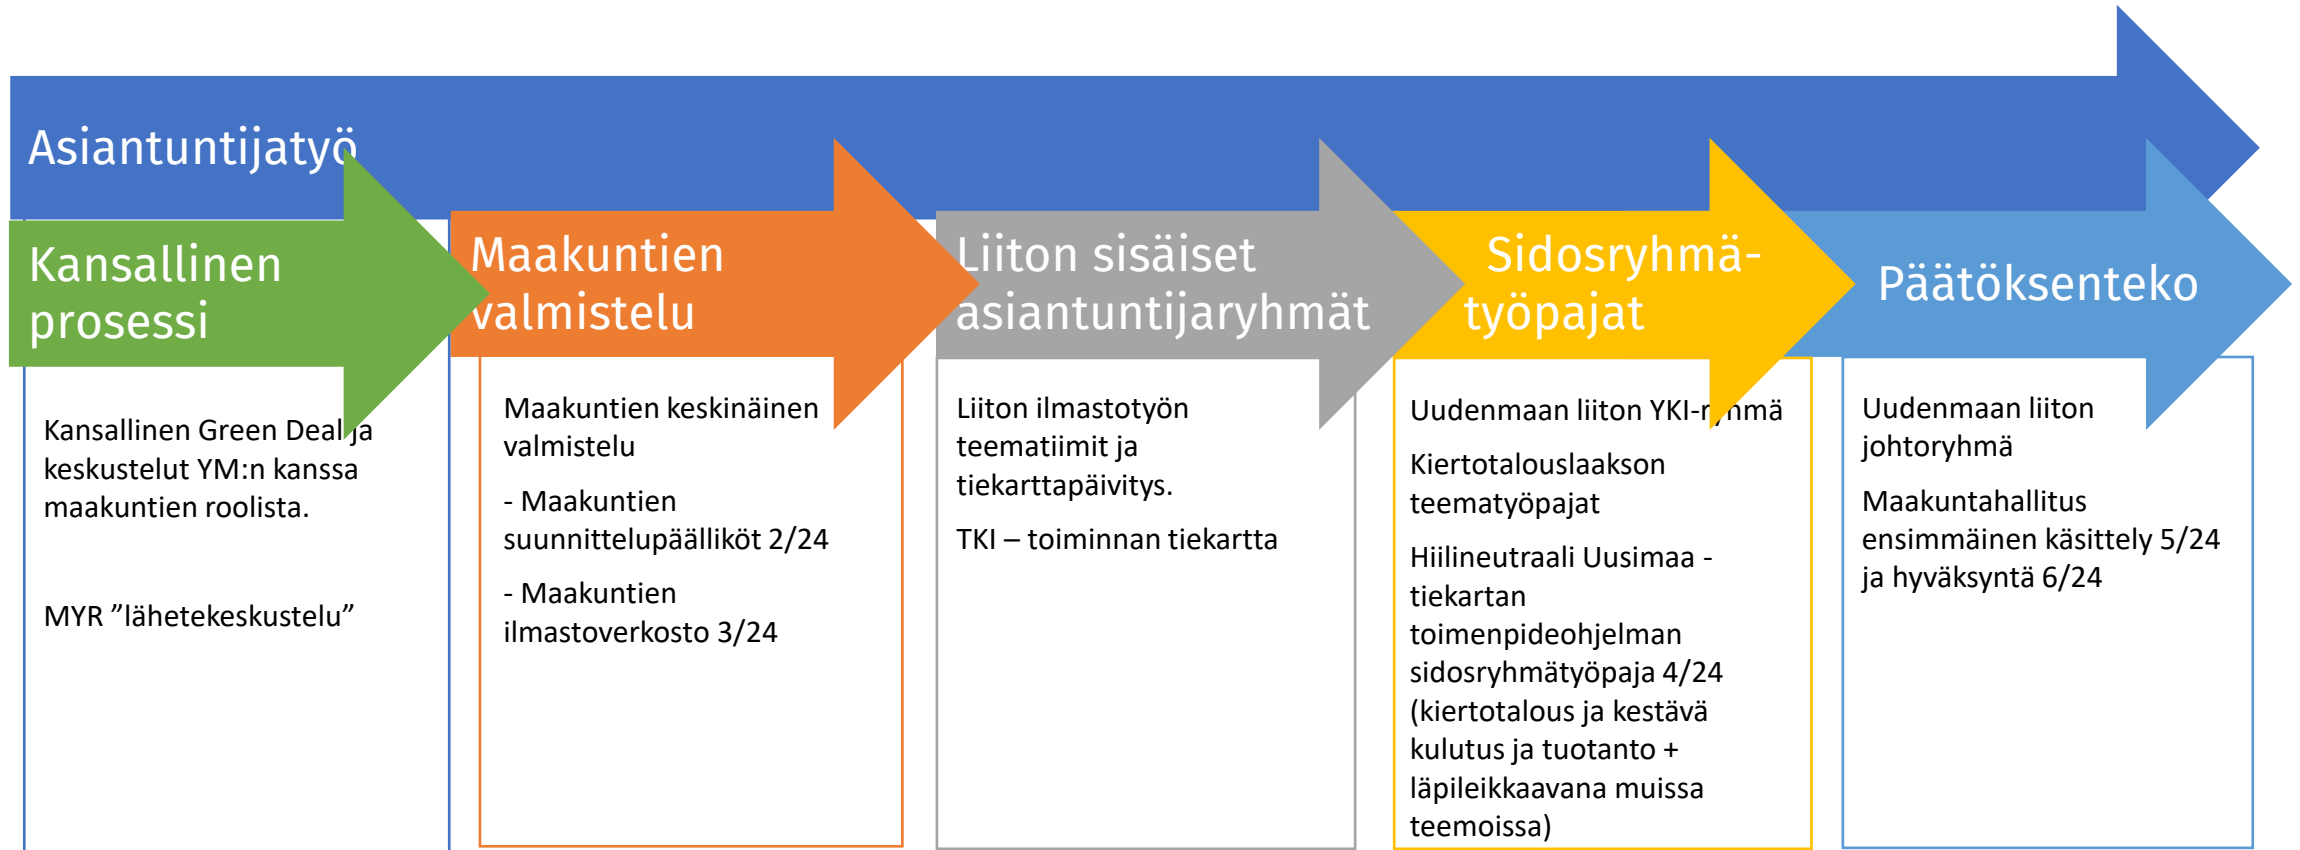 Asiantuntijatyö
Kansallinen
prosessi
Kansallinen Green Deal ja
keskustelut YM:n kanssa
maakuntien roolista.
MYR ”lähetekeskustelu”
Maakuntien
valmistelu
Maakuntien keskinäinen
valmistelu
- Maakuntien
suunnittelupäälliköt 2/24
- Maakuntien
ilmastoverkosto 3/24
Liiton sisäiset
asiantuntijaryhmät
Liiton ilmastotyön
teematiimit ja
tiekarttapäivitys.
TKI – toiminnan tiekartta
Sidosryhmä-
työpajat
Uudenmaan liiton YKI-ryhmä
Kiertotalouslaakson
teematyöpajat
Hiilineutraali Uusimaa -
tiekartan
toimenpideohjelman
sidosryhmätyöpaja 4/24
(kiertotalous ja kestävä
kulutus ja tuotanto +
läpileikkaavana muissa
teemoissa)
Päätöksenteko
Uudenmaan liiton
johtoryhmä
Maakuntahallitus
ensimmäinen käsittely 5/24
ja hyväksyntä 6/24